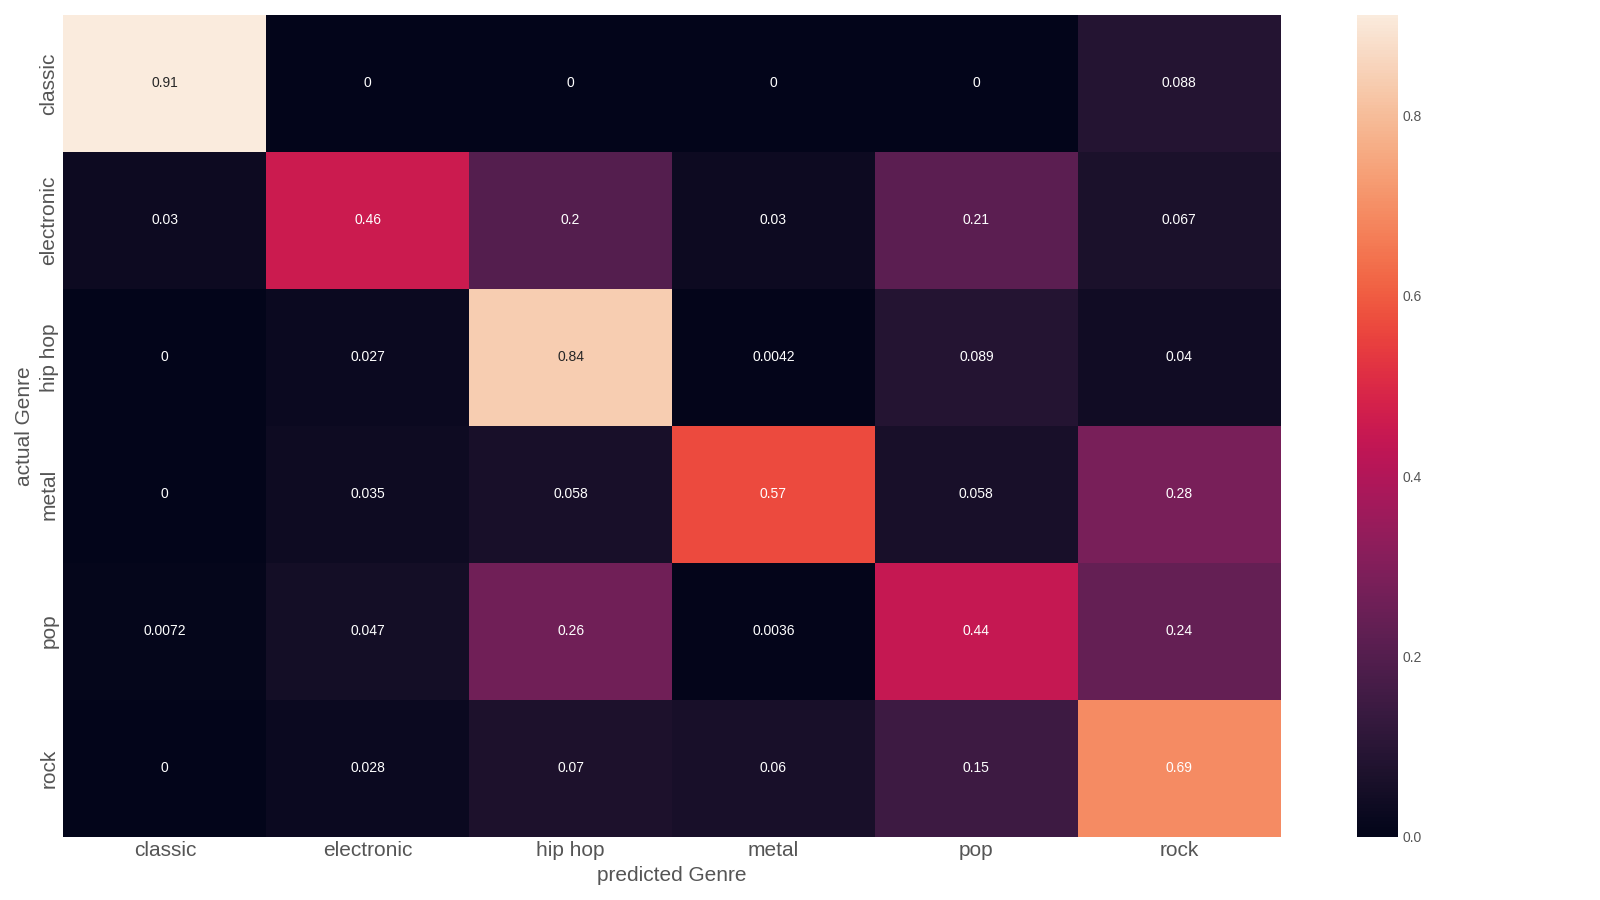 classic 0.91 0 0 0 0 0.088
electronic 0.03 0.46 0.2 0.03 0.21 0.067
hip hop 0 0.027 0.84 0.0042 0.089 0.04
metal 0 0.035 0.058 0.57 0.058 0.28
pop 0.0072 0.047 0.26 0.0036 0.44 0.24
rock 0 0.028 0.07 0.06 0.15 0.69
actual Genre
classic electronic hip hop metal pop rock
predicted Genre
0.8
0.6
0.4
0.2
0.0